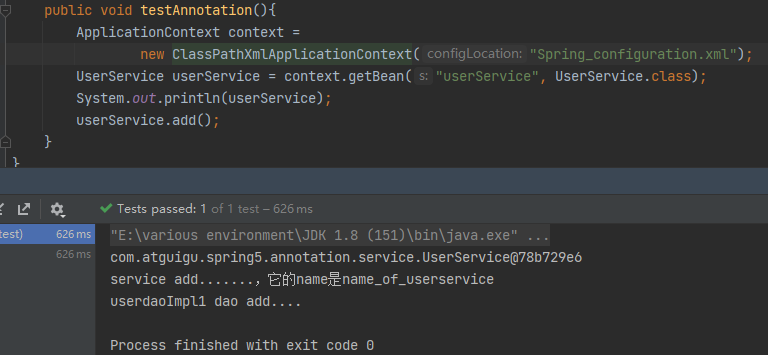 public void testAnnotation(){
ApplicationContext context =
new ClassPathXmlApplicationContext( configLocation: "Spring_configuration.xml");
UserService userService = context.getBean( s: "userService", UserService.class);
System.out.println(userService);
userService.add();
}
}
Tests passed: 1 of 1 test – 626 ms
test) 626 ms
626 ms
"E:\various environment\JDK 1.8 (151)\bin\java.exe" ...
com.atguigu.spring5.annotation.service.UserService@78b729e6
service add.......，它的name是name_of_userservice
userdaoImpl1 dao add....
Process finished with exit code 0